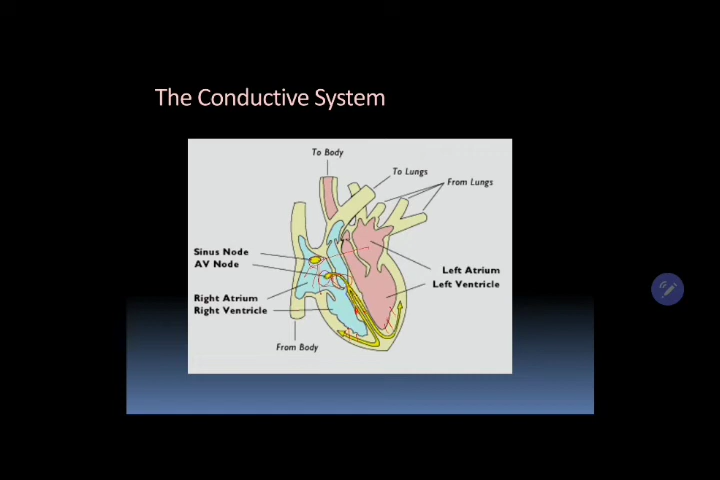 The Conductive System
To Body
To Lungs
From Lungs
Sinus Node
AV Node
Left Atrium
Left Ventricle
Right Atrium
Right Ventricle
From Body